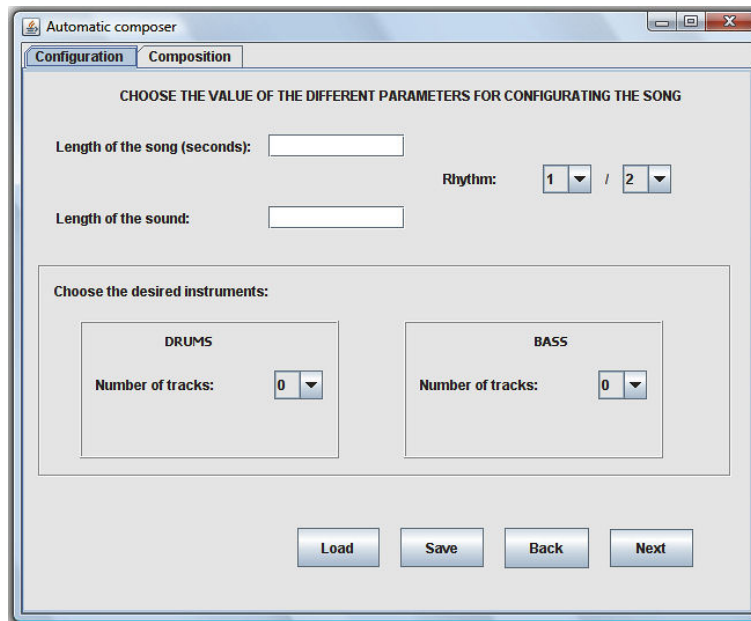 Automatic composer
Configuration Composition
CHOOSE THE VALUE OF THE DIFFERENT PARAMETERS FOR CONFIGURATING THE SONG
Length of the song (seconds):
Rhythm: 1 / 2
Length of the sound:
Choose the desired instruments:
DRUMS BASS
Number of tracks: 0 Number of tracks: 0
Load Save Back Next